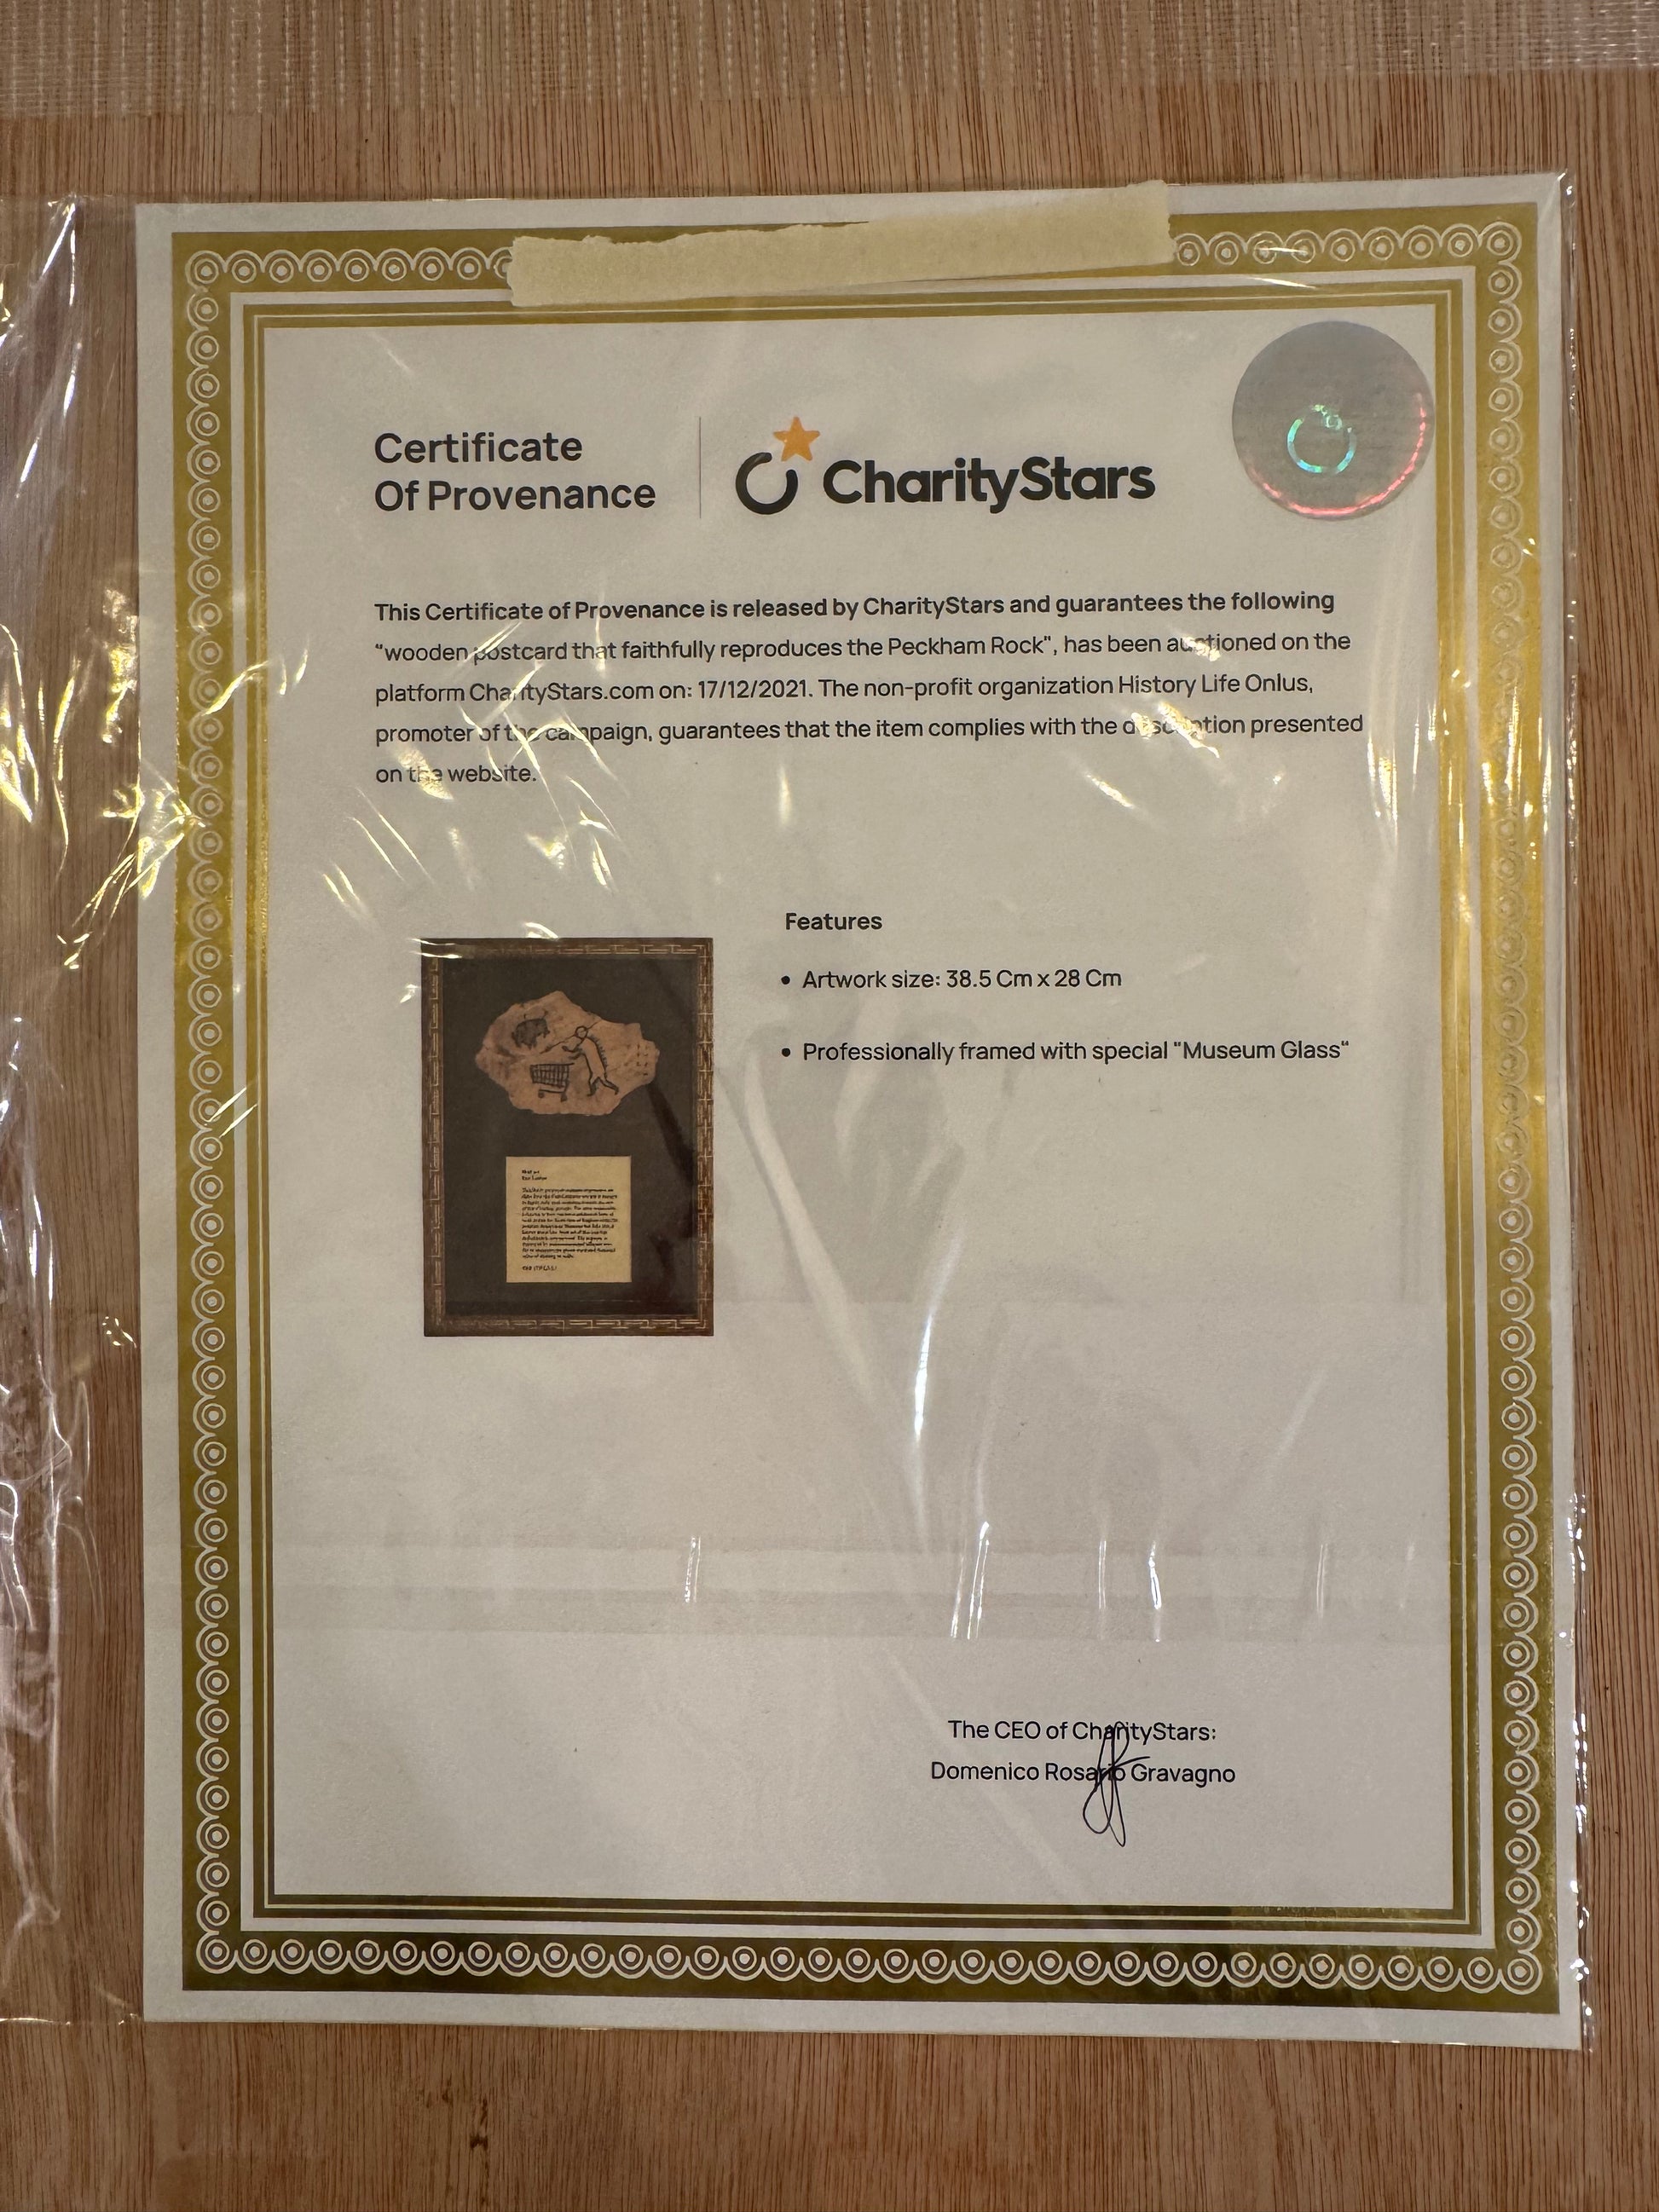 Certificate
Of Provenance
CharityStars
This Certificate of Provenance is released by CharityStars and guarantees the following
"wooden postcard that faithfully reproduces the Peckham Rock", has been auctioned on the
platform CharityStars.com on: 17/12/2021. The non-profit organization History Life Onlus,
promoter of the campaign, guarantees that the item complies with the description presented
on the website.
Features
• Artwork size: 38.5 Cm x 28 Cm
• Professionally framed with special "Museum Glass"
The CEO of CharityStars:
Domenico Rosario Gravagno